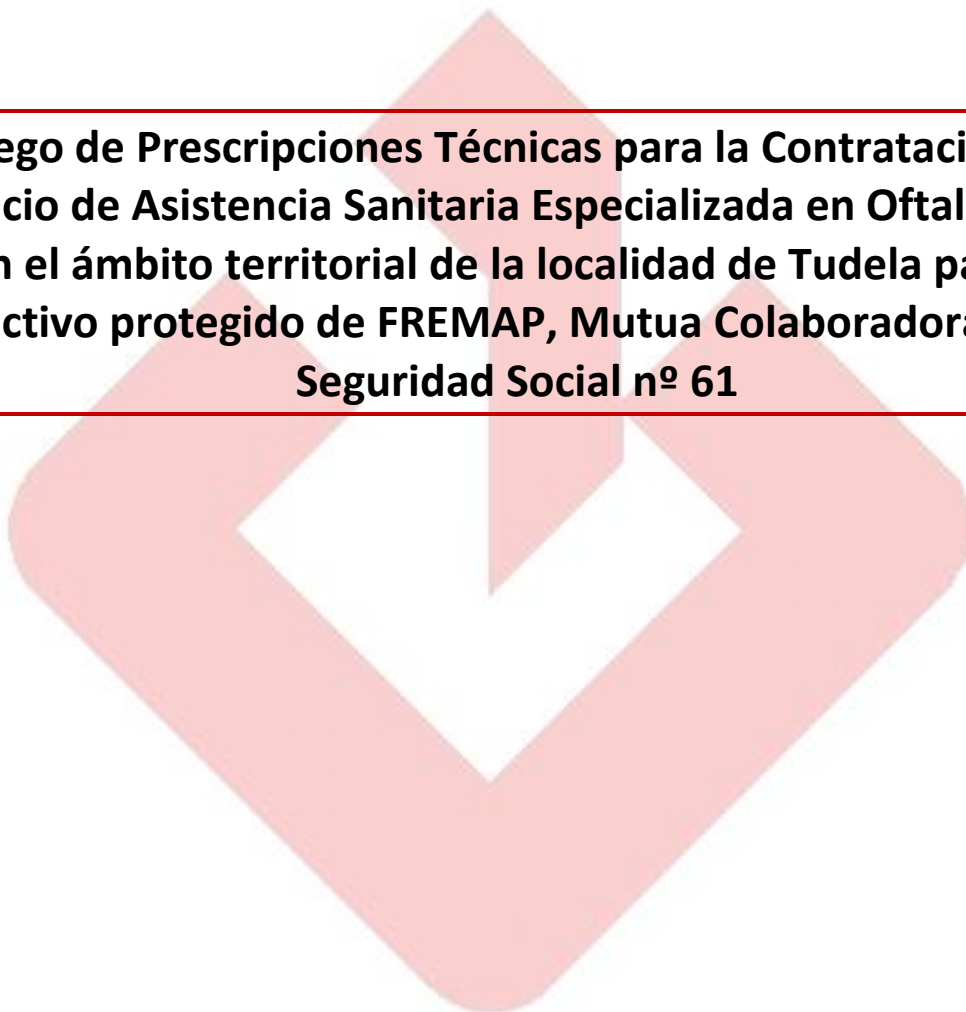 ego de Prescripciones Técnicas para la Contrataci
cio de Asistencia Sanitaria Especializada en Oftal
n el ámbito territorial de la localidad de Tudela pa
ctivo protegido de FREMAP, Mutua Colaboradora
Seguridad Social nº 61